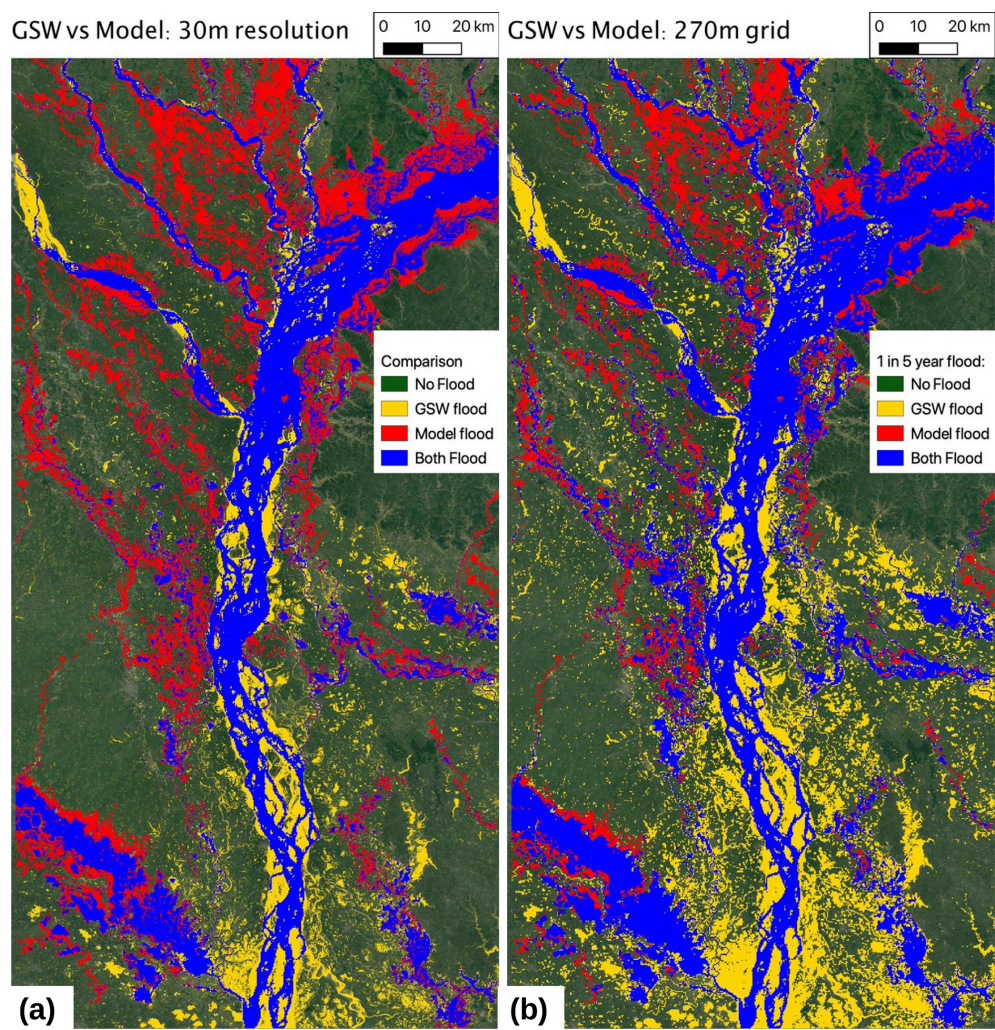 GSW vs Model: 30m resolution
0 10 20 km
GSW vs Model: 270m grid
0 10 20 km
Comparison
No Flood
GSW flood
Model flood
Both Flood
1 in 5 year flood:
No Flood
GSW flood
Model flood
Both Flood
(a)
(b)